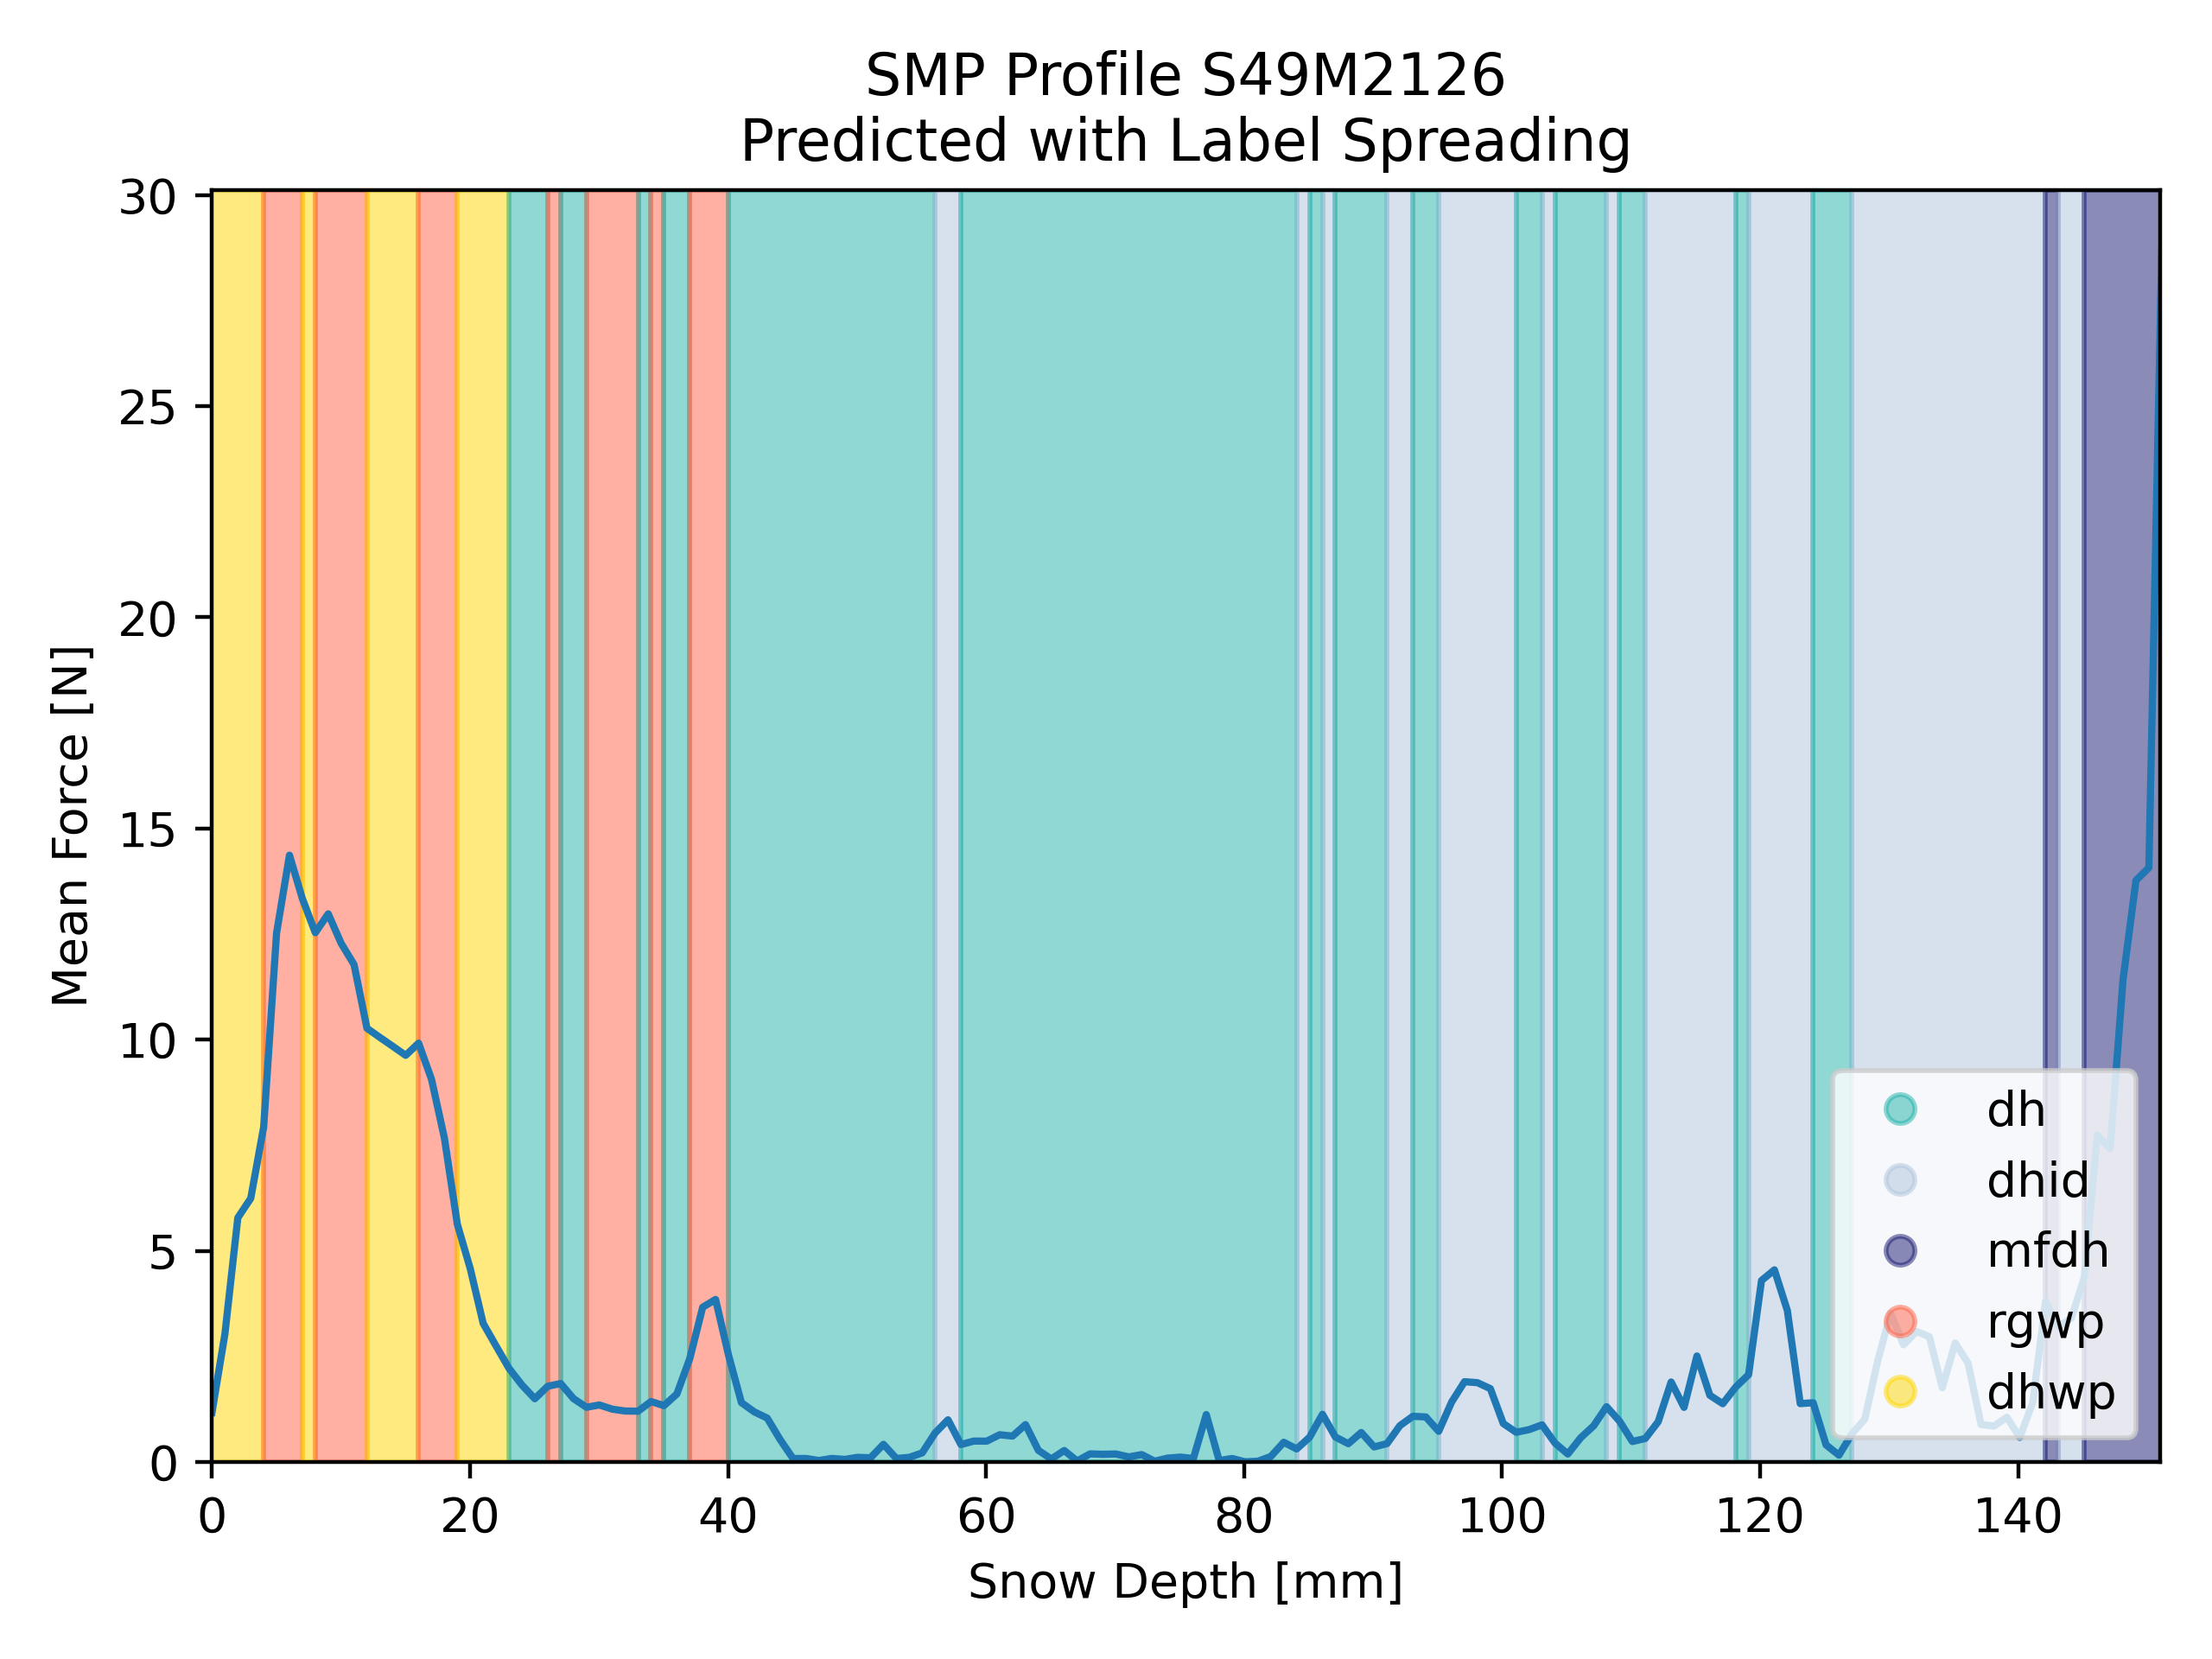 SMP Profile S49M2126
Predicted with Label Spreading
Mean Force [N]
30
25
20
15
10
5
0
0 20 40 60 80 100 120 140
Snow Depth [mm]
dh
dhid
mfdh
rgwp
dhwp